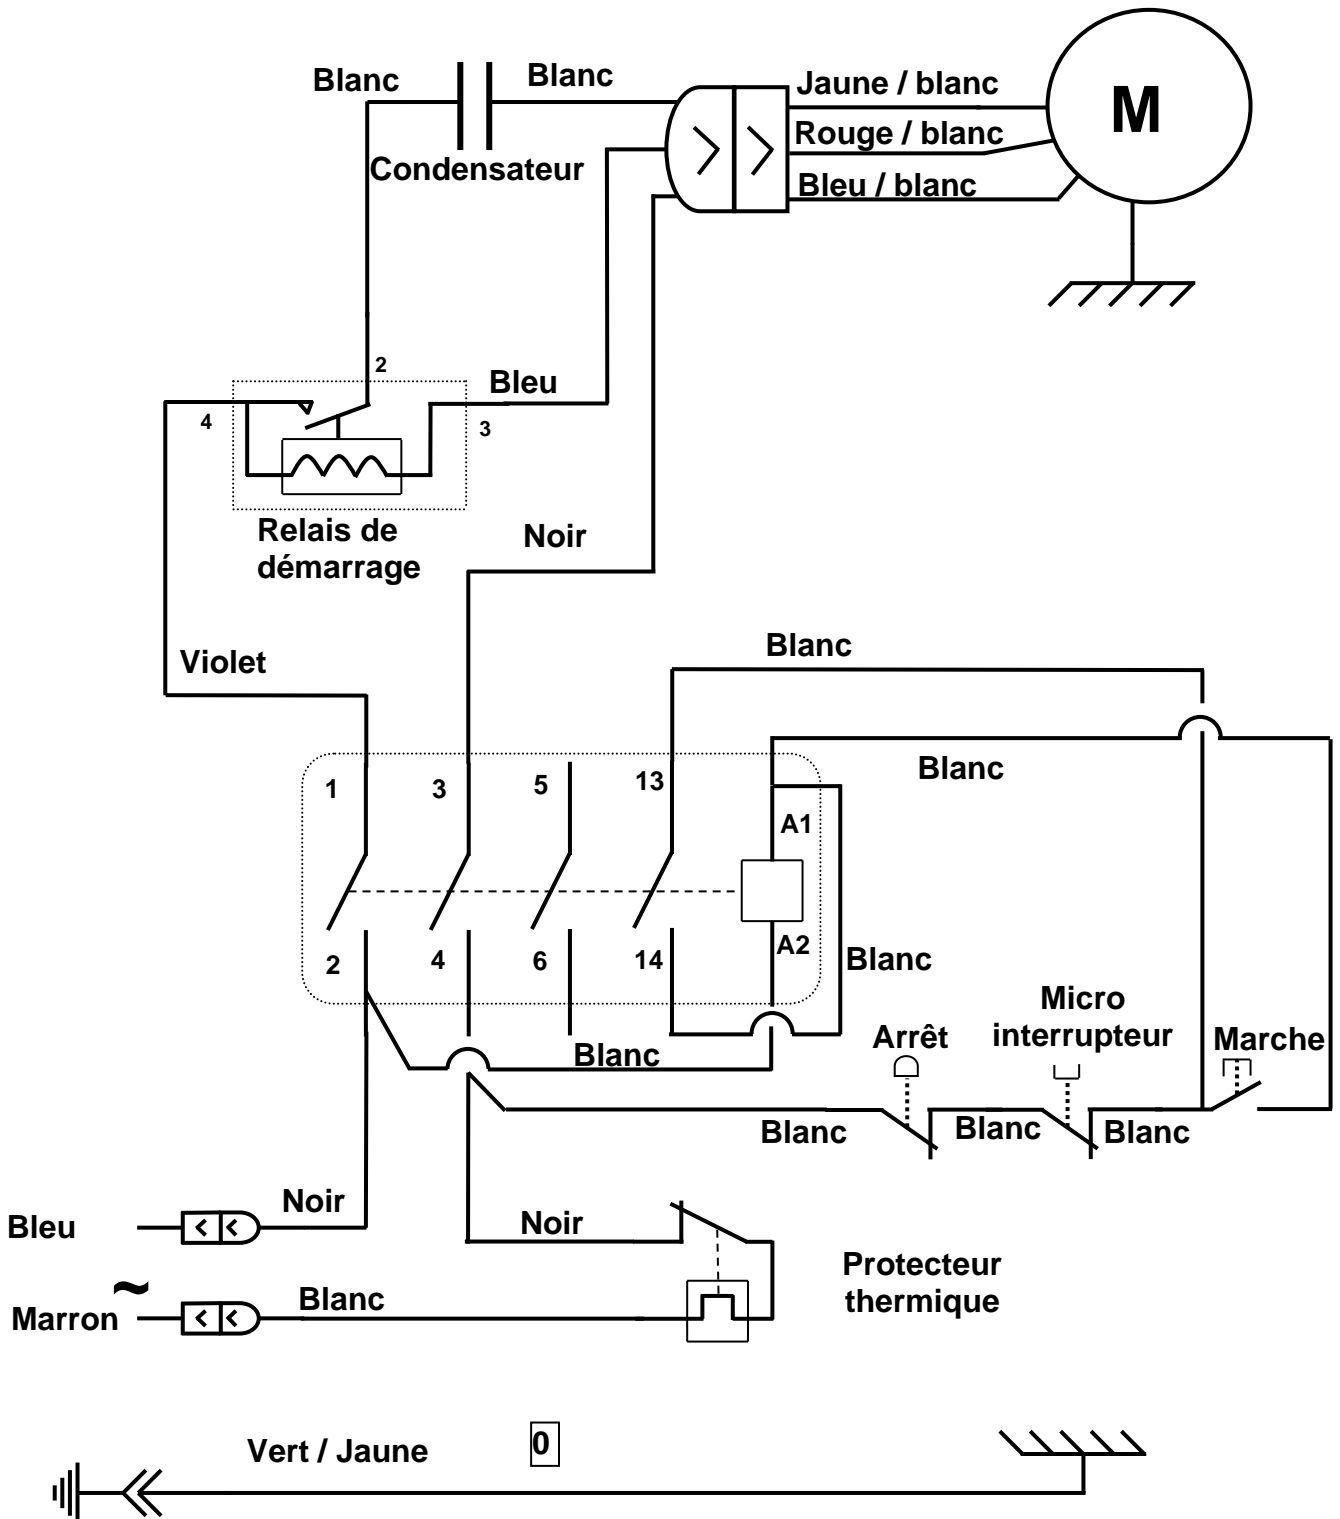 Blanc
Blanc
Condensateur
Jaune / blanc
Rouge / blanc
Bleu / blanc
M
2
Bleu
4
3
Relais de
démarrage
Noir
Violet
Blanc
Blanc
1
3
5
13
A1
2
4
6
14
A2
Blanc
Blanc
Arrêt
Micro
interrupteur
Marche
Blanc
Blanc
Blanc
Bleu
Noir
Noir
~
Marron
Blanc
Protecteur
thermique
Vert / Jaune
0